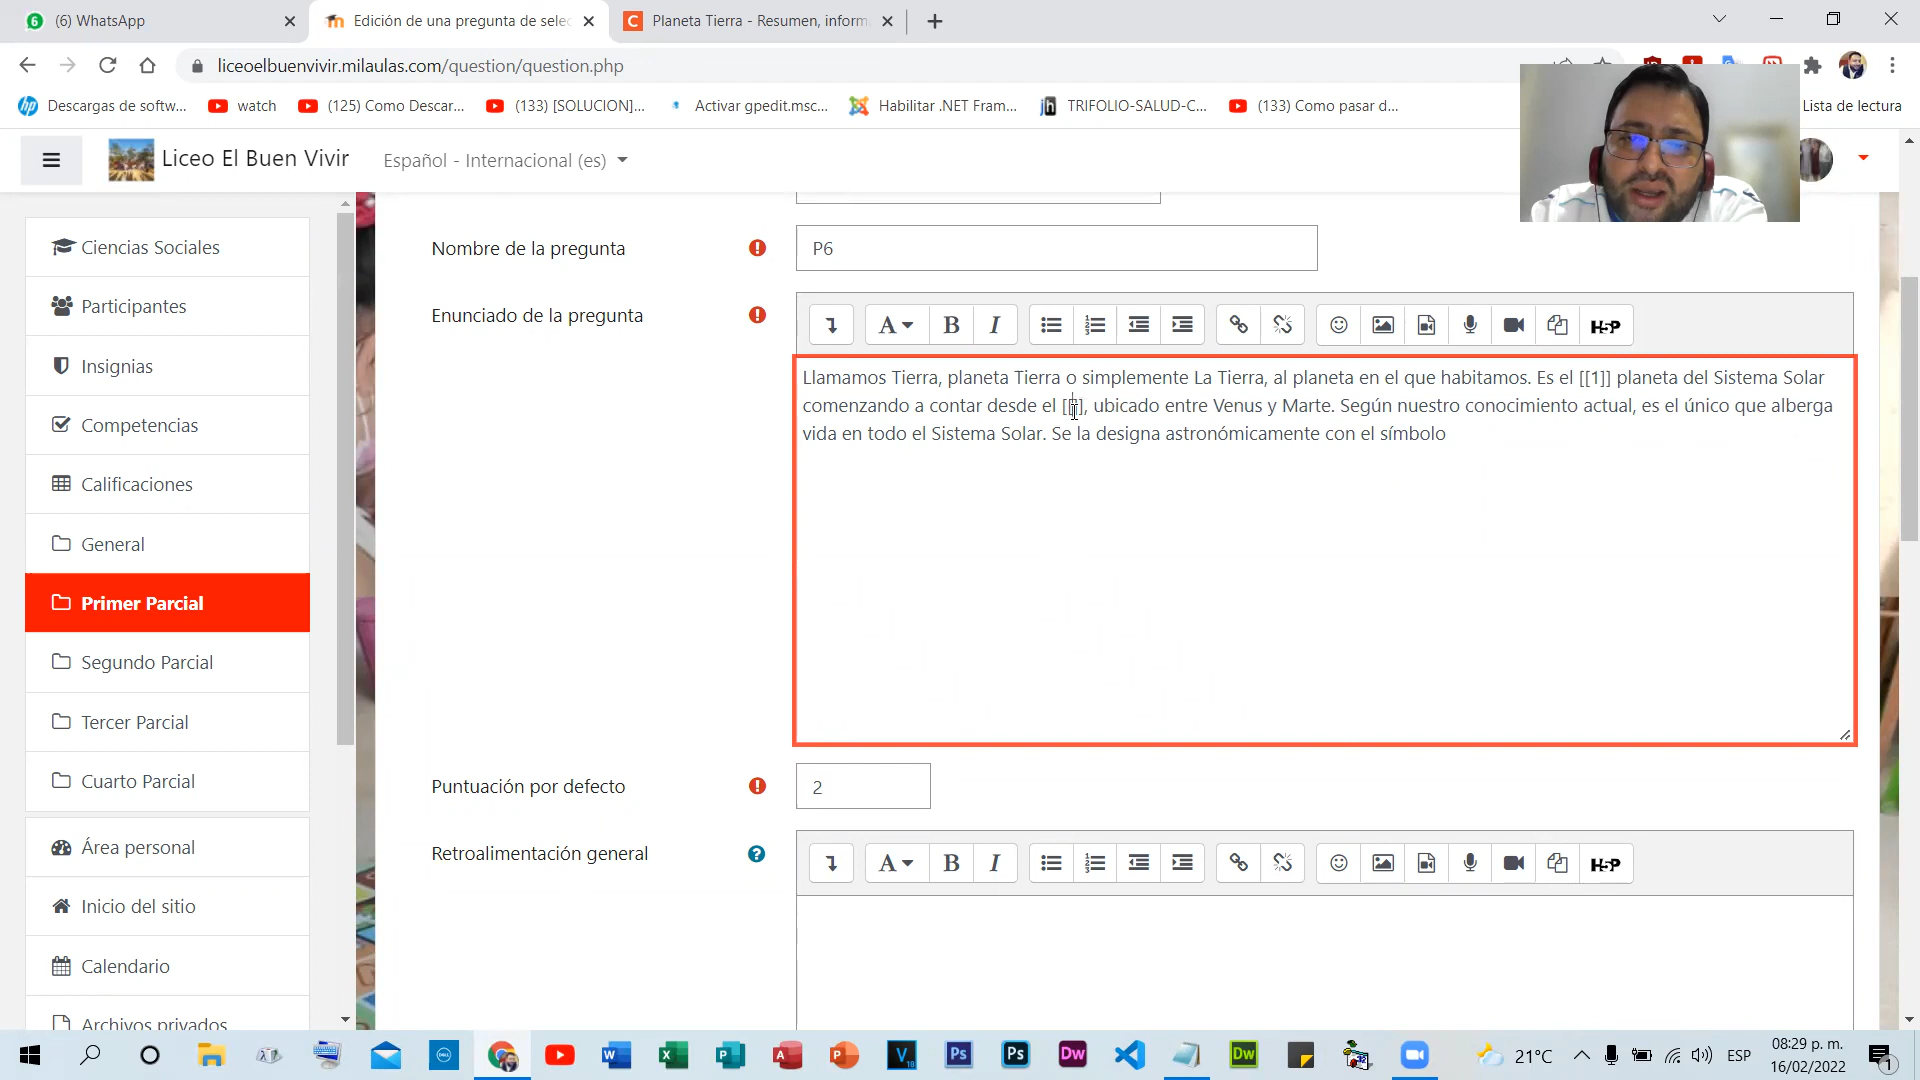 (6) WhatsApp
Edición de una pregunta de selec
Planeta Tierra - Resumen, inform
liceoelbuenvivir.milaulas.com/question/question.php
Descargas de softw...
watch
(125) Como Descar...
(133) [SOLUCION]...
Activar gpedit.msc...
Habilitar .NET Fram...
TRIFOLIO-SALUD-C...
(133) Como pasar d...
Lista de lectura
Liceo El Buen Vivir
Español - Internacional (es)
Ciencias Sociales
Participantes
Insignias
Competencias
Calificaciones
General
Primer Parcial
Segundo Parcial
Tercer Parcial
Cuarto Parcial
Área personal
Inicio del sitio
Calendario
Archivos privados
Nombre de la pregunta
P6
Enunciado de la pregunta
Llamamos Tierra, planeta Tierra o simplemente La Tierra, al planeta en el que habitamos. Es el [[1]] planeta del Sistema Solar
comenzando a contar desde el [[]], ubicado entre Venus y Marte. Según nuestro conocimiento actual, es el único que alberga
vida en todo el Sistema Solar. Se la designa astronómicamente con el símbolo
Puntuación por defecto
2
Retroalimentación general
21°C
ESP
08:29 p. m.
16/02/2022